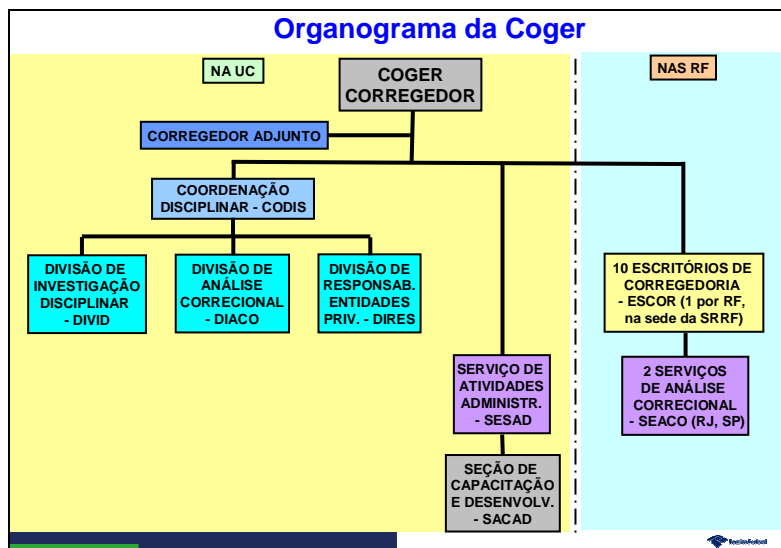 Organograma da Coger
NA UC
COGER
CORREGEDOR
NAS RF
CORREGEDOR ADJUNTO
COORDENAÇÃO
DISCIPLINAR - CODIS
DIVISÃO DE
INVESTIGAÇÃO
DISCIPLINAR
- DIVID
DIVISÃO DE
ANÁLISE
CORRECIONAL
- DIACO
DIVISÃO DE
RESPONSAB.
ENTIDADES
PRIV. - DIRES
10 ESCRITÓRIOS DE
CORREGEDORIA
- ESCOR (1 por RF,
na sede da SRRF)
SERVIÇO DE
ATIVIDADES
ADMINISTR.
- SESAD
2 SERVIÇOS
DE ANÁLISE
CORRECIONAL
- SEACO (RJ, SP)
SEÇÃO DE
CAPACITAÇÃO
E DESENVOLV.
- SACAD
Receita Federal